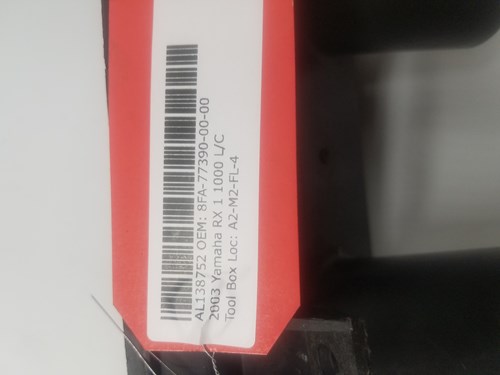 AL138752 OEM: 8FA-77390-00-00
2003 Yamaha RX 1 1000 L/C
Tool Box Loc: A2-M2-FL-4